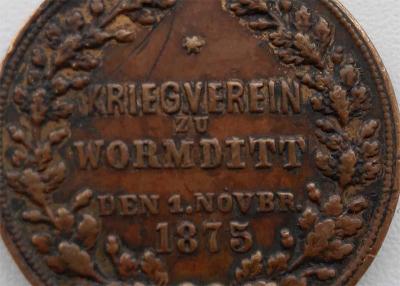 KRIEGVEREIN
ZU
WORMDITT
DEN 1. NOVBR.
1875